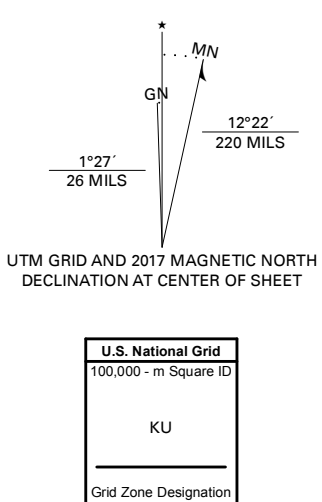 ★
MN
GN
12°22´
220 MILS
1°27´
26 MILS
UTM GRID AND 2017 MAGNETIC NORTH
DECLINATION AT CENTER OF SHEET
U.S. National Grid
100,000 - m Square ID
KU
Grid Zone Designation